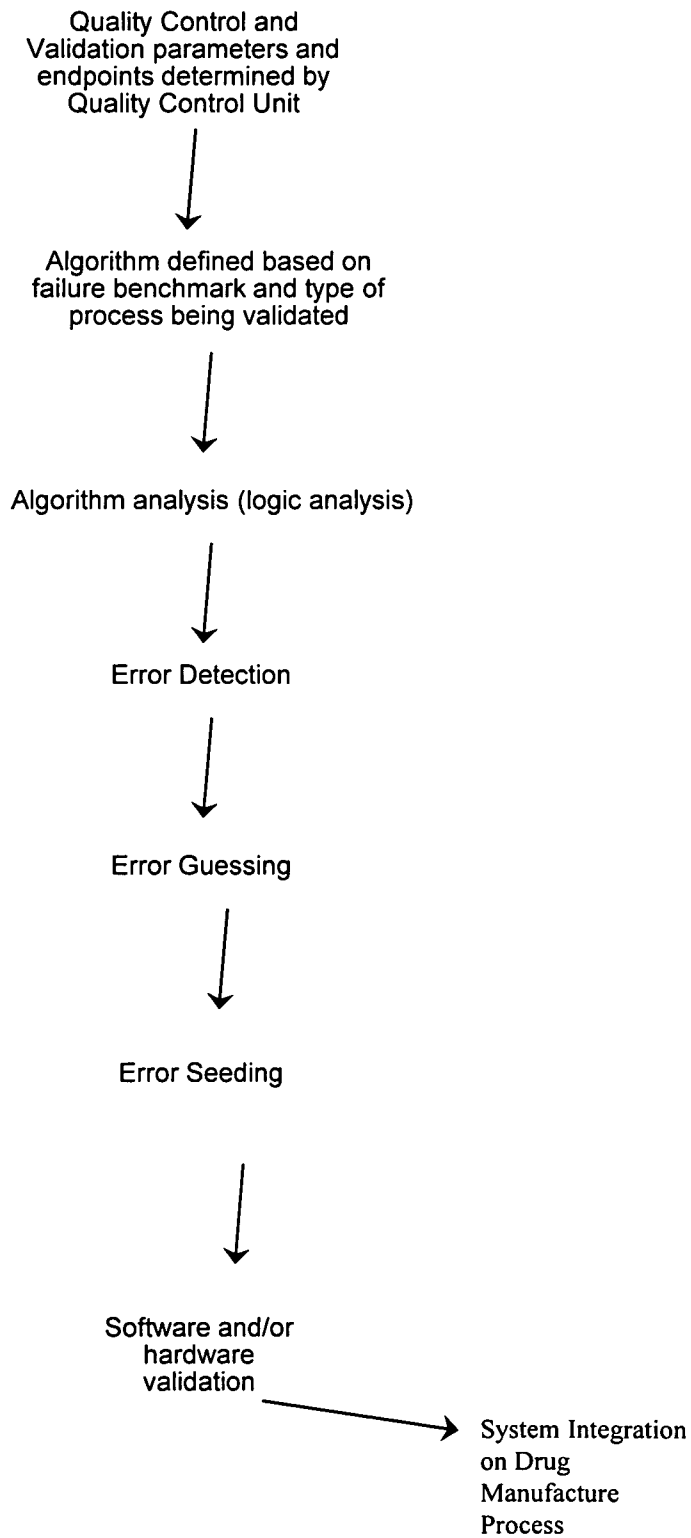 Quality Control and
Validation parameters and
endpoints determined by
Quality Control Unit
Algorithm defined based on
failure benchmark and type of
process being validated
Algorithm analysis (logic analysis)
Error Detection
Error Guessing
Error Seeding
Software and/or
hardware
validation
System Integration
on Drug
Manufacture
Process